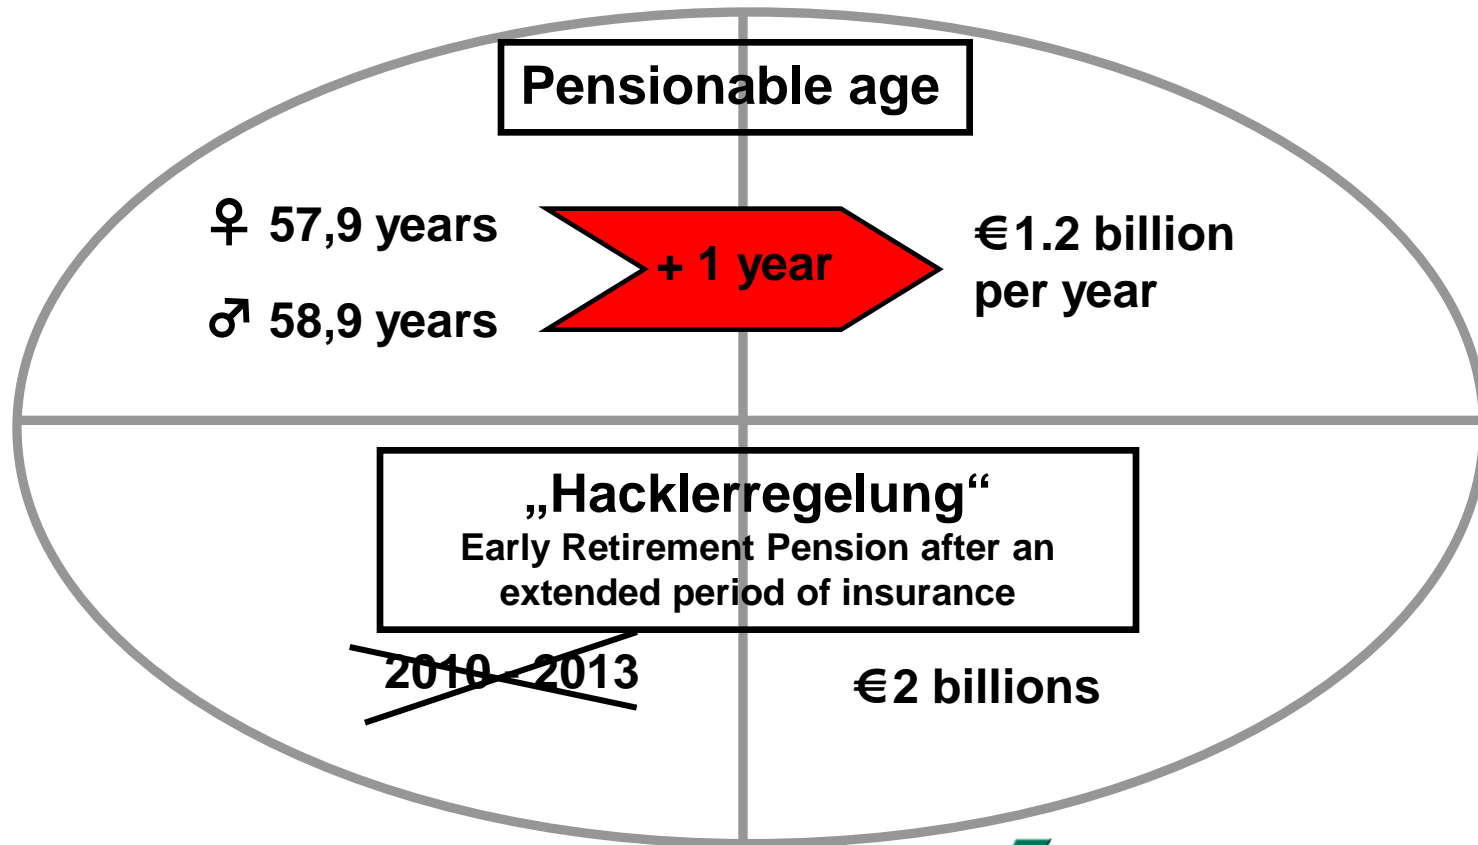 Pensionable age
♀ 57,9 years
+ 1 year
♂ 58,9 years
€1.2 billion
per year
„Hacklerregelung“
Early Retirement Pension after an
extended period of insurance
2010 - 2013
€2 billions